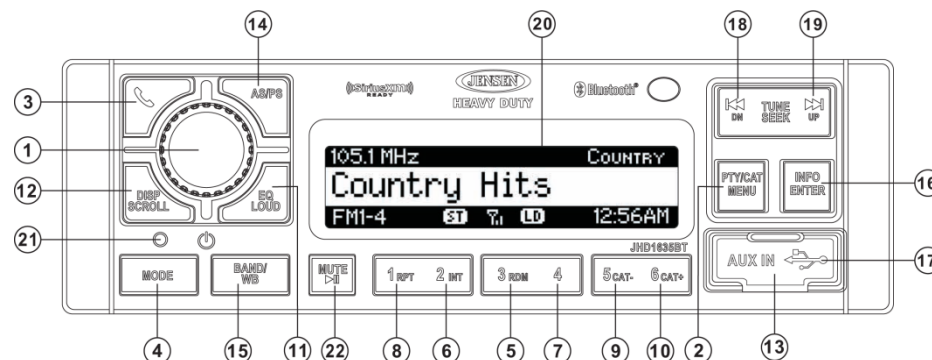 14
20
18
19
3
AS/PS
((SiriusXM))
READY
JENSEN
HEAVY DUTY
Bluetooth®
DN
TUNE
SEEK
UP
1
105.1 MHz COUNTRY
Country Hits
FM1-4 ST LD 12:56AM
12
DISP
SCROLL
EQ
LOUD
PTY/CAT
MENU
INFO
ENTER
16
21
JHD1635BT
MODE
BAND/
WB
MUTE
1 RPT 2 INT
3 RDM 4
5 CAT- 6 CAT+
AUX IN
17
4
15
11
22
8
6
5
7
9
10
2
13